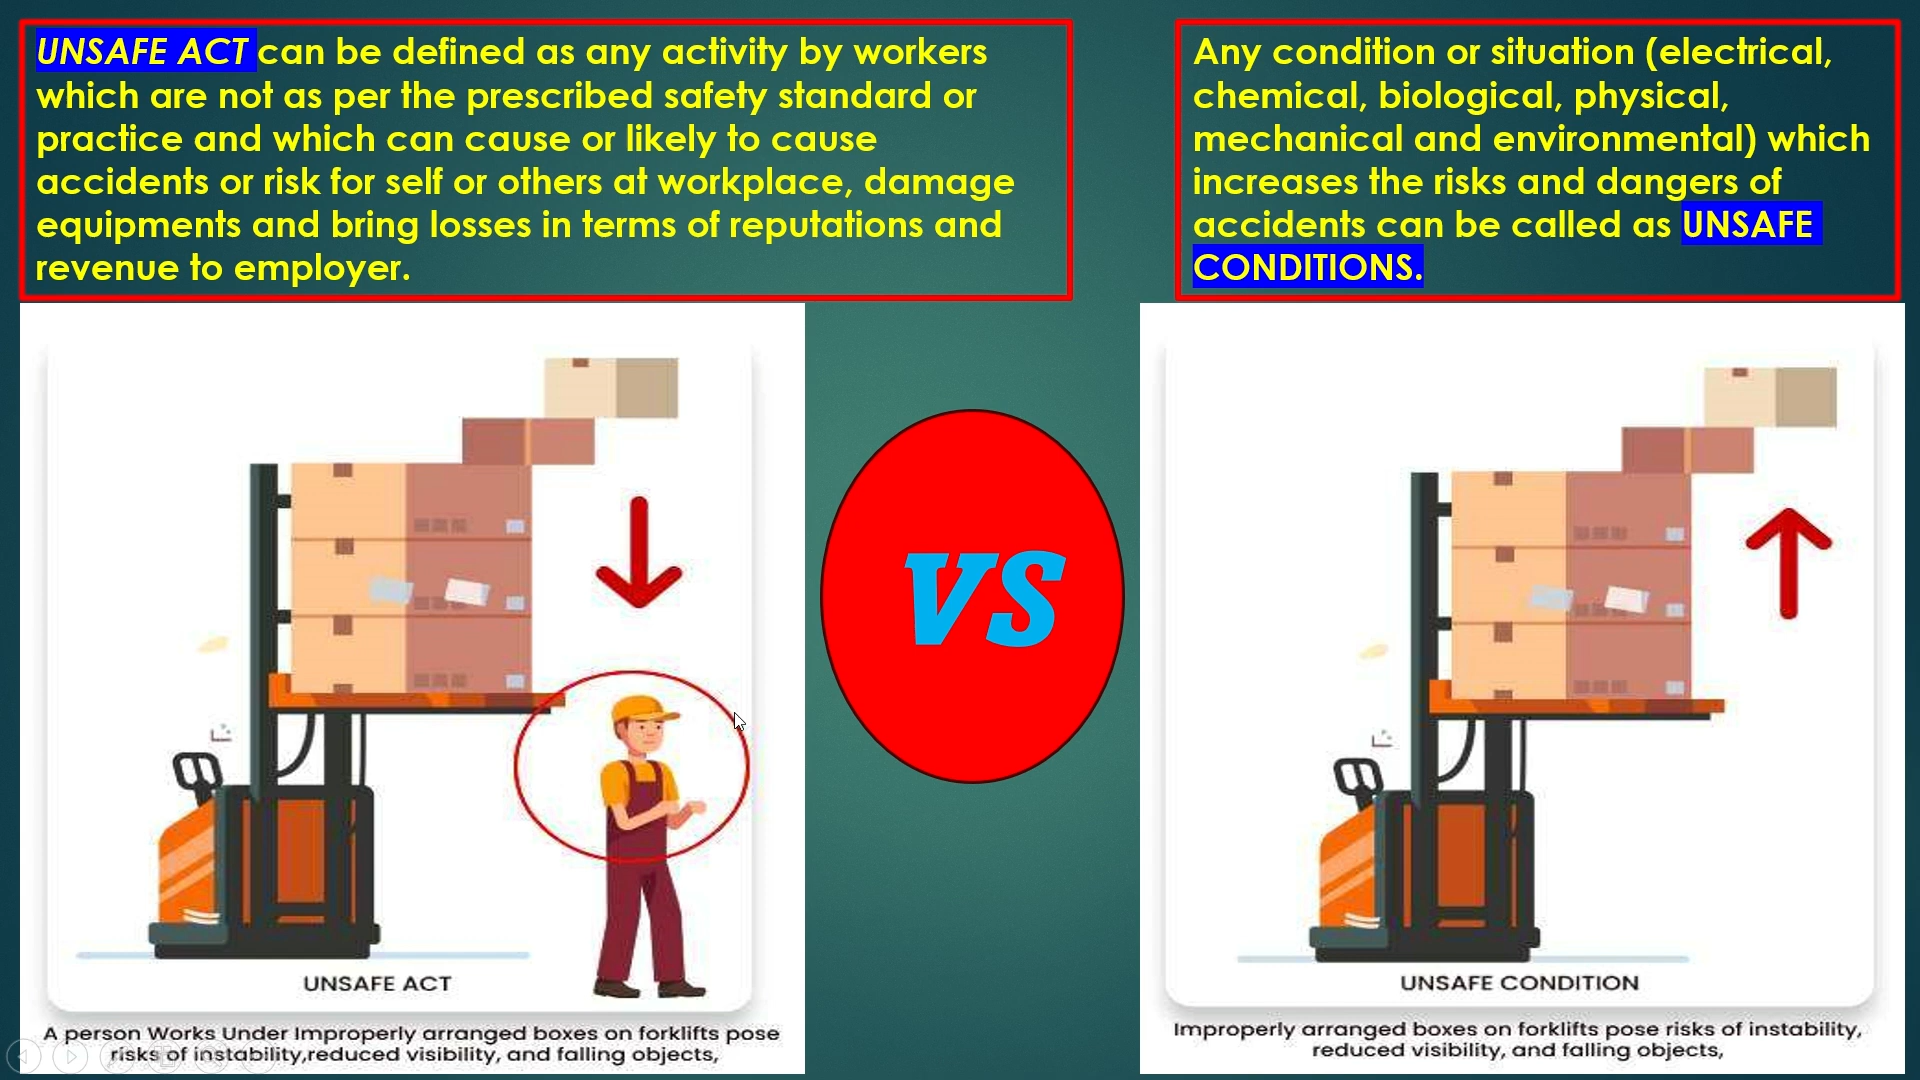 UNSAFE ACT can be defined as any activity by workers
which are not as per the prescribed safety standard or
practice and which can cause or likely to cause
accidents or risk for self or others at workplace, damage
equipments and bring losses in terms of reputations and
revenue to employer.
Any condition or situation (electrical,
chemical, biological, physical,
mechanical and environmental) which
increases the risks and dangers of
accidents can be called as UNSAFE
CONDITIONS.
VS
UNSAFE ACT
A person Works Under Improperly arranged boxes on forklifts pose
risks of instability,reduced visibility, and falling objects,
UNSAFE CONDITION
Improperly arranged boxes on forklifts pose risks of instability,
reduced visibility, and falling objects,